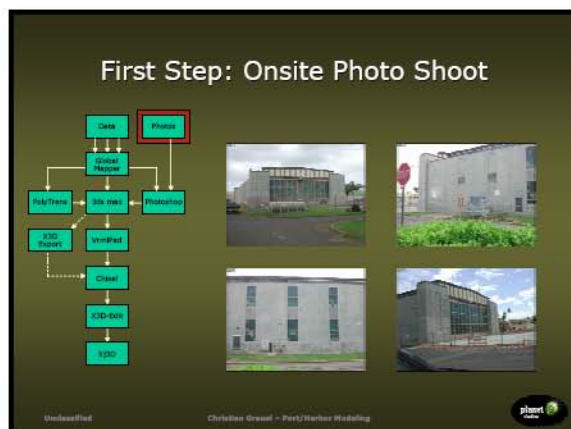 First Step: Onsite Photo Shoot
Data
Photos
Global
Mapper
PolyTrans
3ds max
Photoshop
X3D
Export
VrmlPad
Chisel
X3D-Edit
Xj3D
Unclassified
Christian Greuel – Port/Harbor Modeling
planet